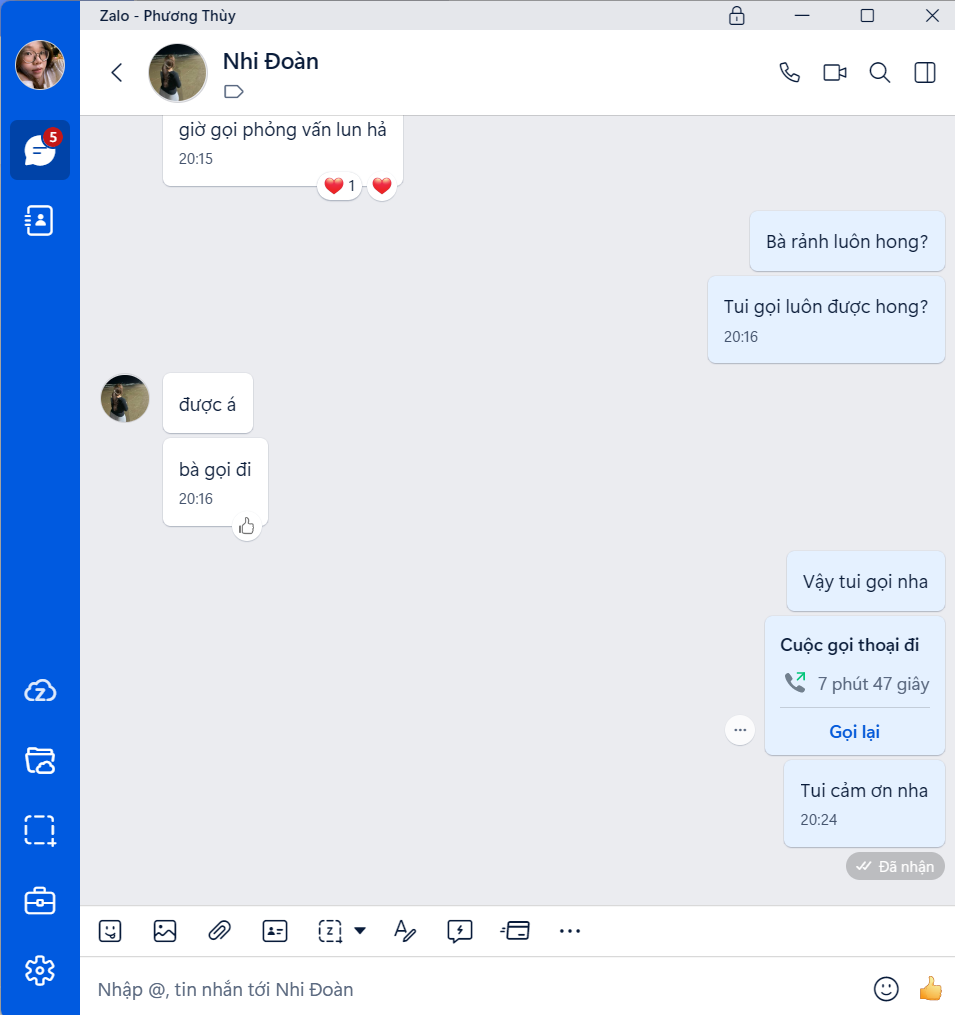 Zalo - Phương Thùy
Nhi Đoàn
5
giờ gọi phỏng vấn lun hả
20:15
1
Bà rảnh luôn hong?
Tui gọi luôn được hong?
20:16
được á
bà gọi đi
20:16
Vậy tui gọi nha
Cuộc gọi thoại đi
7 phút 47 giây
Gọi lại
Tui cảm ơn nha
20:24
Đã nhận
Nhập @, tin nhắn tới Nhi Đoàn